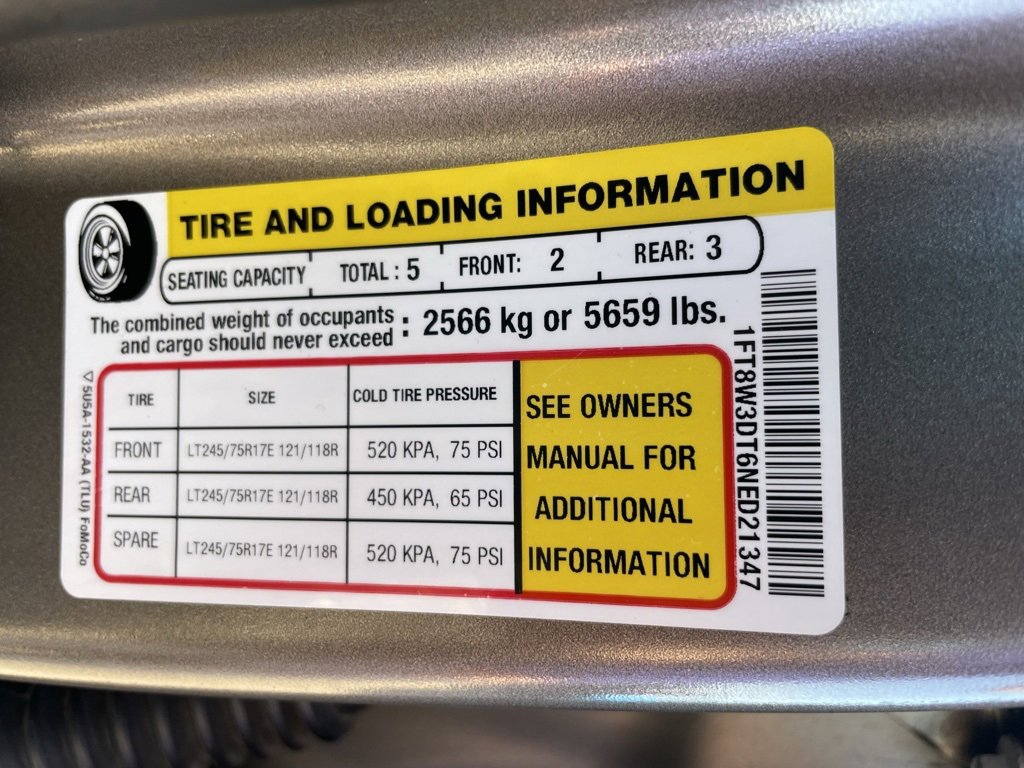 TIRE AND LOADING INFORMATION
SEATING CAPACITY TOTAL : 5 FRONT: 2 REAR: 3
The combined weight of occupants
and cargo should never exceed : 2566 kg or 5659 lbs.
TIRE SIZE COLD TIRE PRESSURE
FRONT LT245/75R17E 121/118R 520 KPA, 75 PSI
REAR LT245/75R17E 121/118R 450 KPA, 65 PSI
SPARE LT245/75R17E 121/118R 520 KPA, 75 PSI
SEE OWNERS
MANUAL FOR
ADDITIONAL
INFORMATION
5U5A-1532-AA (TLU) FoMoCo
1FT8W3DT6NED21347